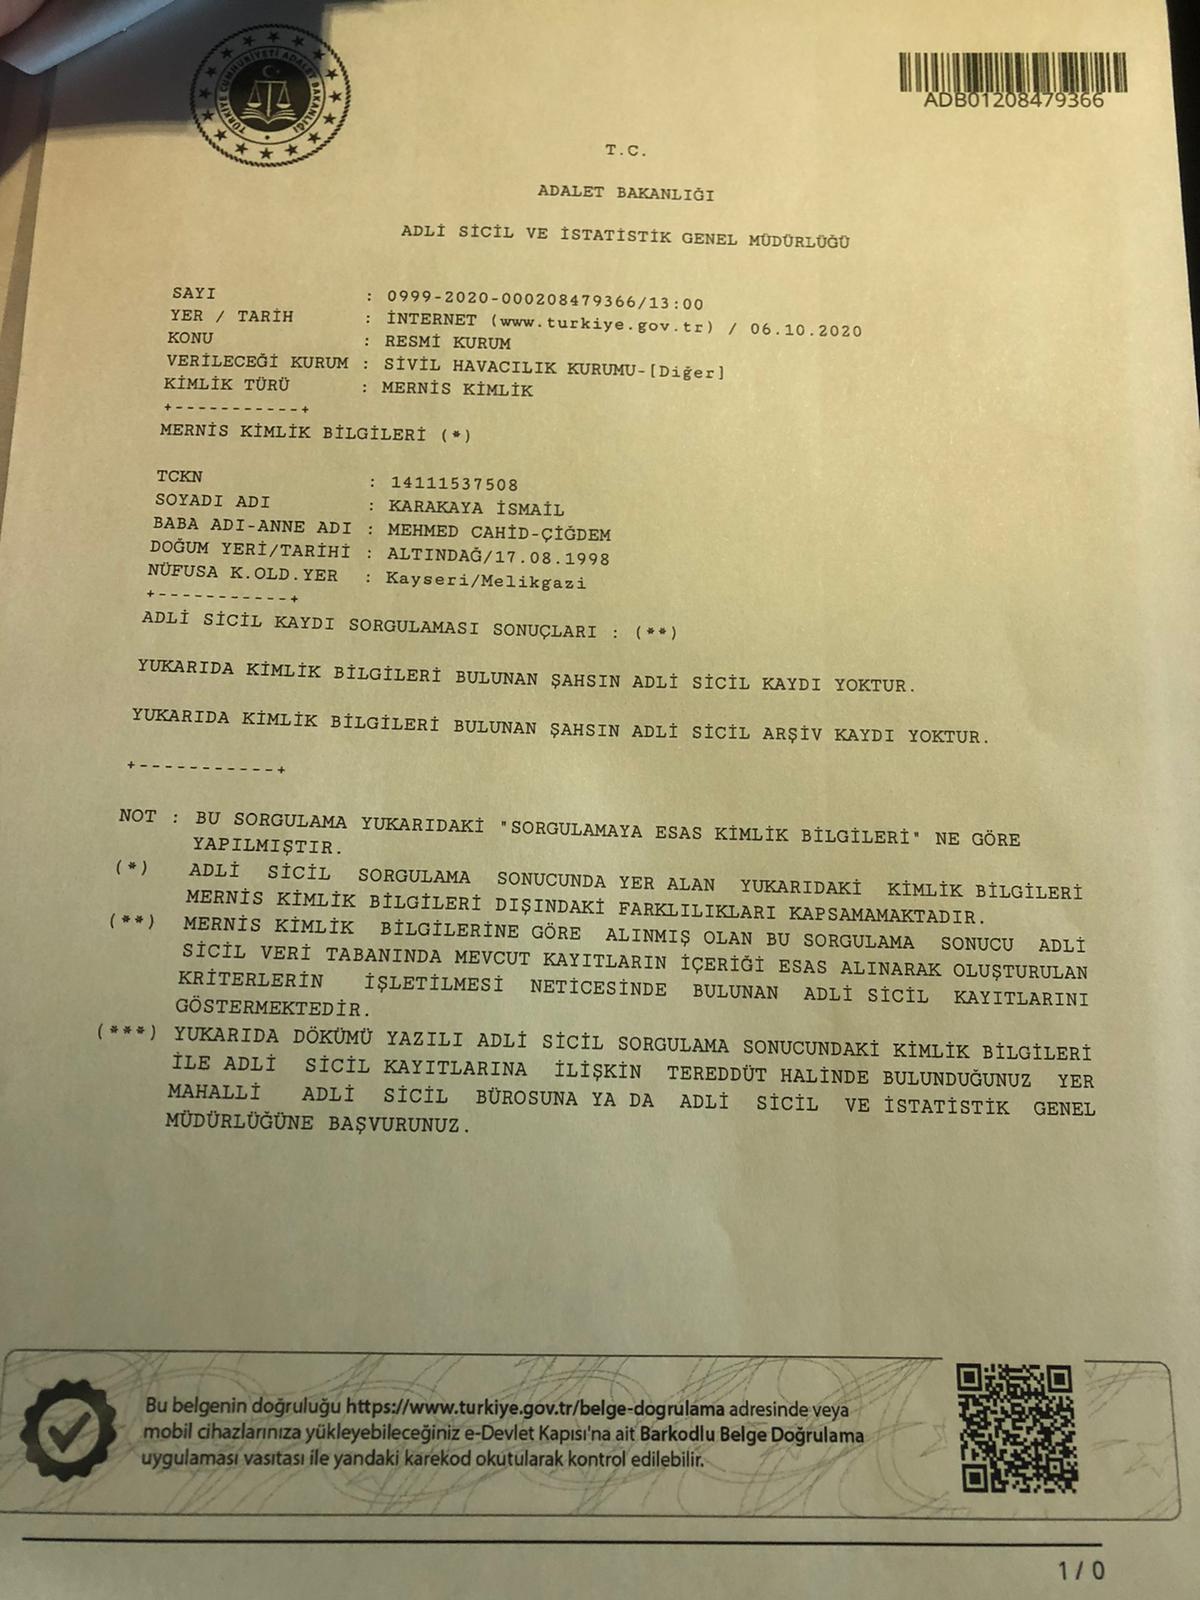 TÜRKİYE CUMHURİYETİ ADALET BAKANLIĞI
ADB01208479366
T.C.
ADALET BAKANLIĞI
ADLİ SİCİL VE İSTATİSTİK GENEL MÜDÜRLÜĞÜ
SAYI : 0999-2020-000208479366/13:00
YER / TARİH : İNTERNET (www.turkiye.gov.tr) / 06.10.2020
KONU : RESMİ KURUM
VERİLECEĞİ KURUM : SİVİL HAVACILIK KURUMU-[Diğer]
KİMLİK TÜRÜ : MERNİS KİMLİK
+-----------+
MERNİS KİMLİK BİLGİLERİ (*)
TCKN : 14111537508
SOYADI ADI : KARAKAYA İSMAİL
BABA ADI-ANNE ADI : MEHMED CAHİD-ÇİĞDEM
DOĞUM YERİ/TARİHİ : ALTINDAĞ/17.08.1998
NÜFUSA K.OLD.YER : Kayseri/Melikgazi
+-----------+
ADLİ SİCİL KAYDI SORGULAMASI SONUÇLARI : (**)
YUKARIDA KİMLİK BİLGİLERİ BULUNAN ŞAHSIN ADLİ SİCİL KAYDI YOKTUR.
YUKARIDA KİMLİK BİLGİLERİ BULUNAN ŞAHSIN ADLİ SİCİL ARŞİV KAYDI YOKTUR.
+-----------+
NOT : BU SORGULAMA YUKARIDAKİ "SORGULAMAYA ESAS KİMLİK BİLGİLERİ" NE GÖRE
YAPILMIŞTIR.
(*) ADLİ SİCİL SORGULAMA SONUCUNDA YER ALAN YUKARIDAKİ KİMLİK BİLGİLERİ
MERNİS KİMLİK BİLGİLERİ DIŞINDAKİ FARKLILIKLARI KAPSAMAMAKTADIR.
(**) MERNİS KİMLİK BİLGİLERİNE GÖRE ALINMIŞ OLAN BU SORGULAMA SONUCU ADLİ
SİCİL VERİ TABANINDA MEVCUT KAYITLARIN İÇERİĞİ ESAS ALINARAK OLUŞTURULAN
KRİTERLERİN İŞLETİLMESİ NETİCESİNDE BULUNAN ADLİ SİCİL KAYITLARINI
GÖSTERMEKTEDİR.
(***) YUKARIDA DÖKÜMÜ YAZILI ADLİ SİCİL SORGULAMA SONUCUNDAKİ KİMLİK BİLGİLERİ
İLE ADLİ SİCİL KAYITLARINA İLİŞKİN TEREDDÜT HALİNDE BULUNDUĞUNUZ YER
MAHALLİ ADLİ SİCİL BÜROSUNA YA DA ADLİ SİCİL VE İSTATİSTİK GENEL
MÜDÜRLÜĞÜNE BAŞVURUNUZ.
Bu belgenin doğruluğu https://www.turkiye.gov.tr/belge-dogrulama adresinde veya
mobil cihazlarınıza yükleyebileceğiniz e-Devlet Kapısı'na ait Barkodlu Belge Doğrulama
uygulaması vasıtası ile yandaki karekod okutularak kontrol edilebilir.
1 / 0